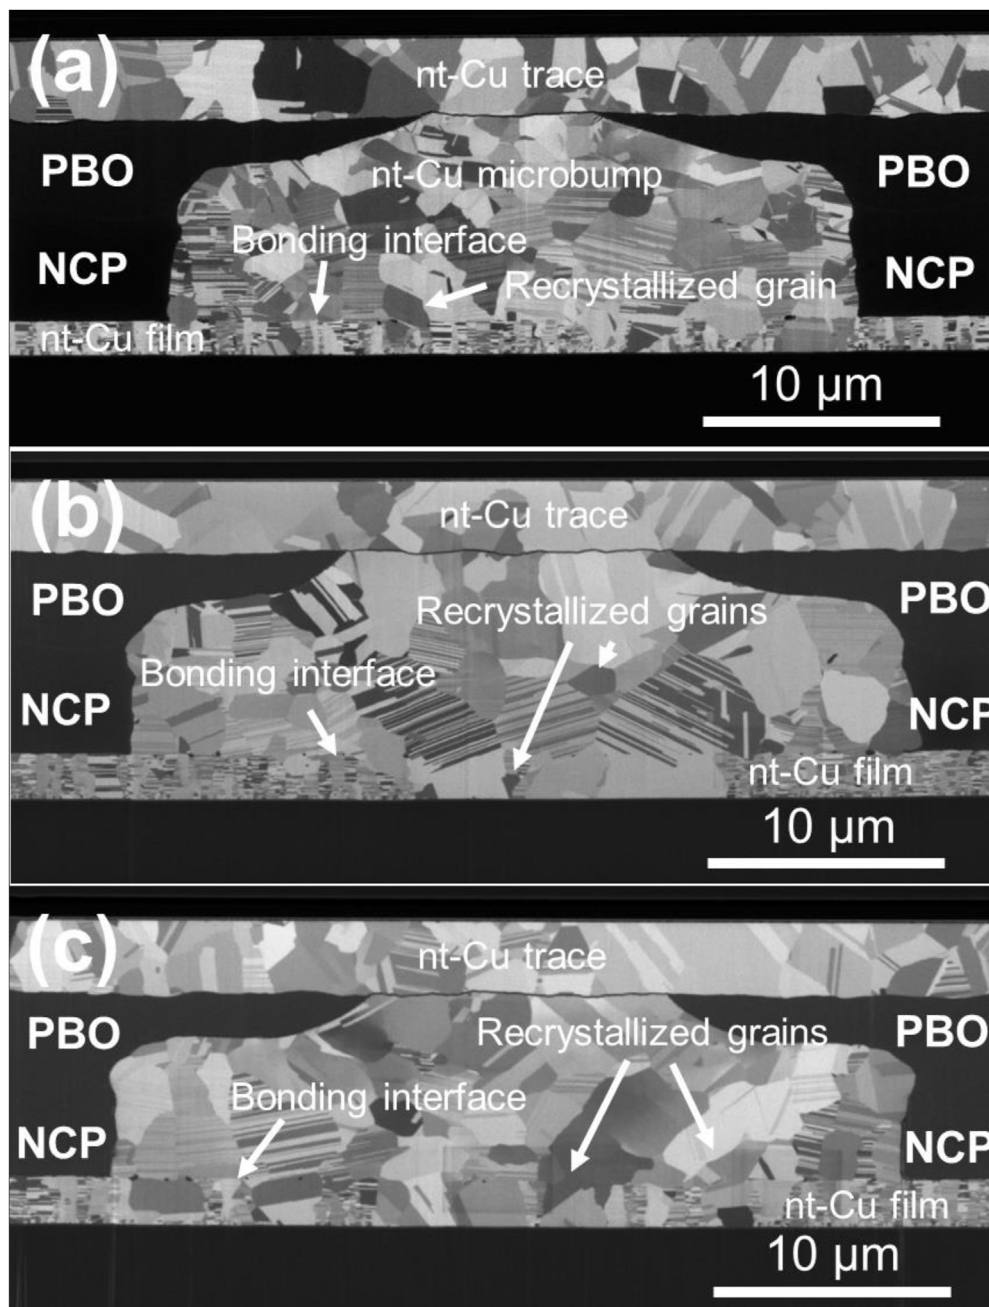 (a)
nt-Cu trace
PBO
PBO
nt-Cu microbump
Bonding interface
NCP
NCP
Recrystallized grain
nt-Cu film
10 µm
(b)
nt-Cu trace
PBO
PBO
Recrystallized grains
Bonding interface
NCP
NCP
nt-Cu film
10 µm
(c)
nt-Cu trace
PBO
PBO
Recrystallized grains
Bonding interface
NCP
NCP
nt-Cu film
10 µm